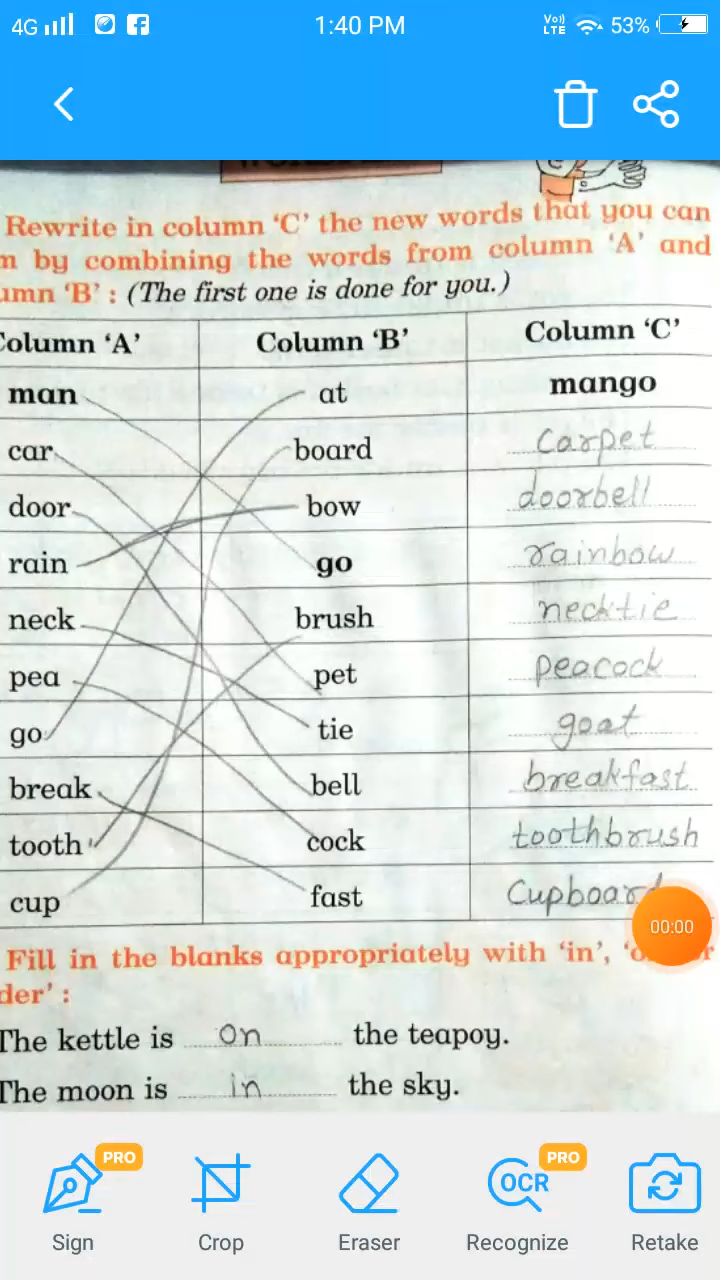 4G 1:40 PM Vo)) LTE 53%
Rewrite in column 'C' the new words that you can
m by combining the words from column 'A' and
umn 'B' : (The first one is done for you.)
Column 'A' Column 'B' Column 'C'
man at mango
car board carpet
door bow doorbell
rain go rainbow
neck brush necktie
pea pet peacock
go tie goat
break bell breakfast
tooth cock toothbrush
cup fast Cupboard
00:00
Fill in the blanks appropriately with 'in',
der' :
The kettle is on the teapoy.
The moon is in the sky.
PRO PRO
OCR
Sign Crop Eraser Recognize Retake